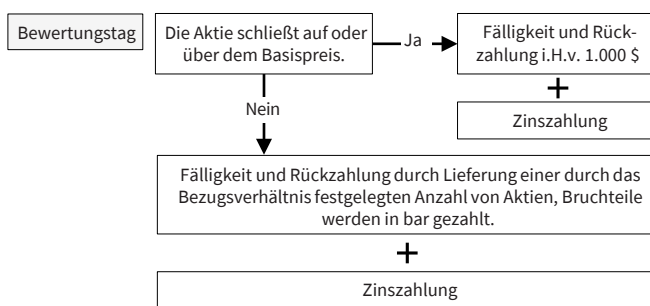 Bewertungstag
Die Aktie schließt auf oder
über dem Basispreis.
Ja
Fälligkeit und Rück-
zahlung i.H.v. 1.000 $
+
Zinszahlung
Nein
Fälligkeit und Rückzahlung durch Lieferung einer durch das
Bezugsverhältnis festgelegten Anzahl von Aktien, Bruchteile
werden in bar gezahlt.
+
Zinszahlung